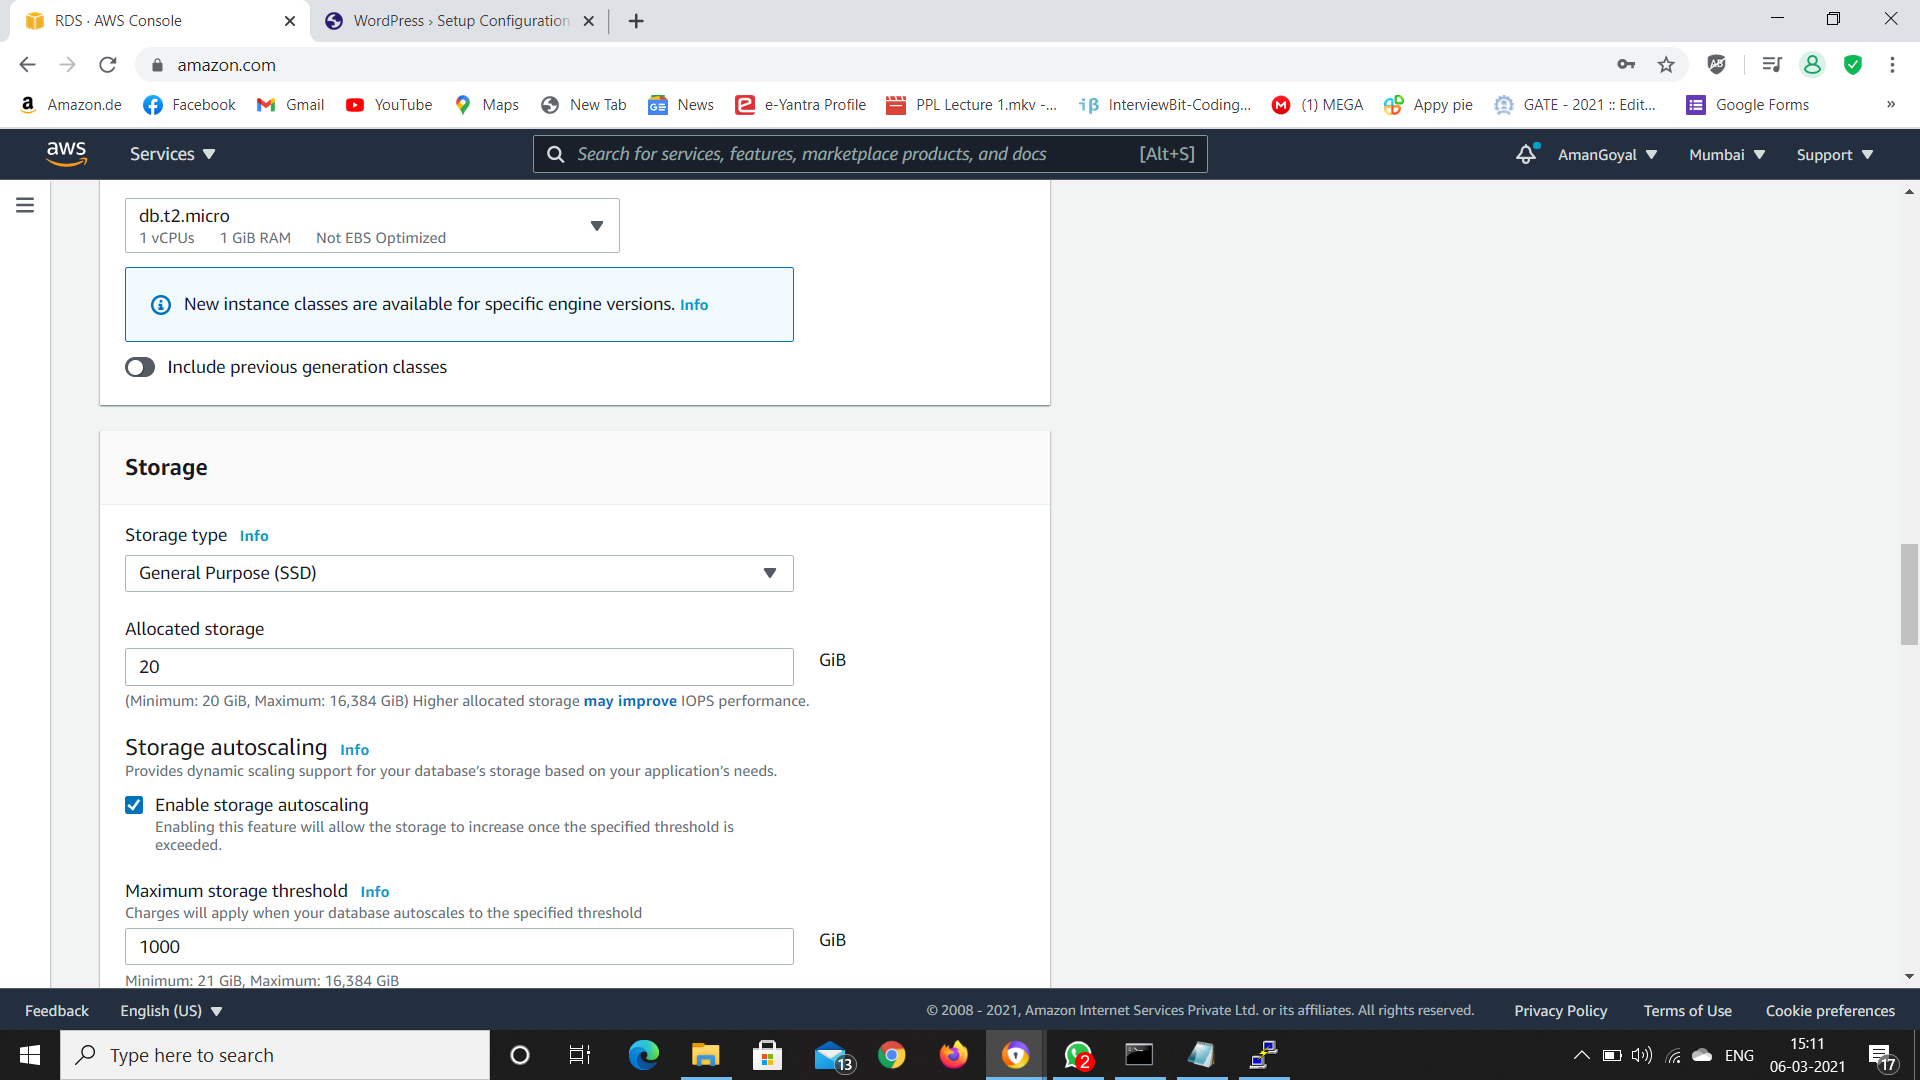 RDS · AWS Console
WordPress › Setup Configuration
amazon.com
Amazon.de
Facebook
Gmail
YouTube
Maps
New Tab
News
e-Yantra Profile
PPL Lecture 1.mkv -...
InterviewBit-Coding...
(1) MEGA
Appy pie
GATE - 2021 :: Edit...
Google Forms
»
aws
Services
Search for services, features, marketplace products, and docs
[Alt+S]
AmanGoyal
Mumbai
Support
db.t2.micro
1 vCPUs 1 GiB RAM Not EBS Optimized
New instance classes are available for specific engine versions. Info
Include previous generation classes
Storage
Storage type Info
General Purpose (SSD)
Allocated storage
20
GiB
(Minimum: 20 GiB, Maximum: 16,384 GiB) Higher allocated storage may improve IOPS performance.
Storage autoscaling Info
Provides dynamic scaling support for your database's storage based on your application's needs.
Enable storage autoscaling
Enabling this feature will allow the storage to increase once the specified threshold is
exceeded.
Maximum storage threshold Info
Charges will apply when your database autoscales to the specified threshold
1000
GiB
Minimum: 21 GiB, Maximum: 16,384 GiB
Feedback
English (US)
© 2008 - 2021, Amazon Internet Services Private Ltd. or its affiliates. All rights reserved.
Privacy Policy
Terms of Use
Cookie preferences
Type here to search
13
2
ENG
15:11
06-03-2021
17